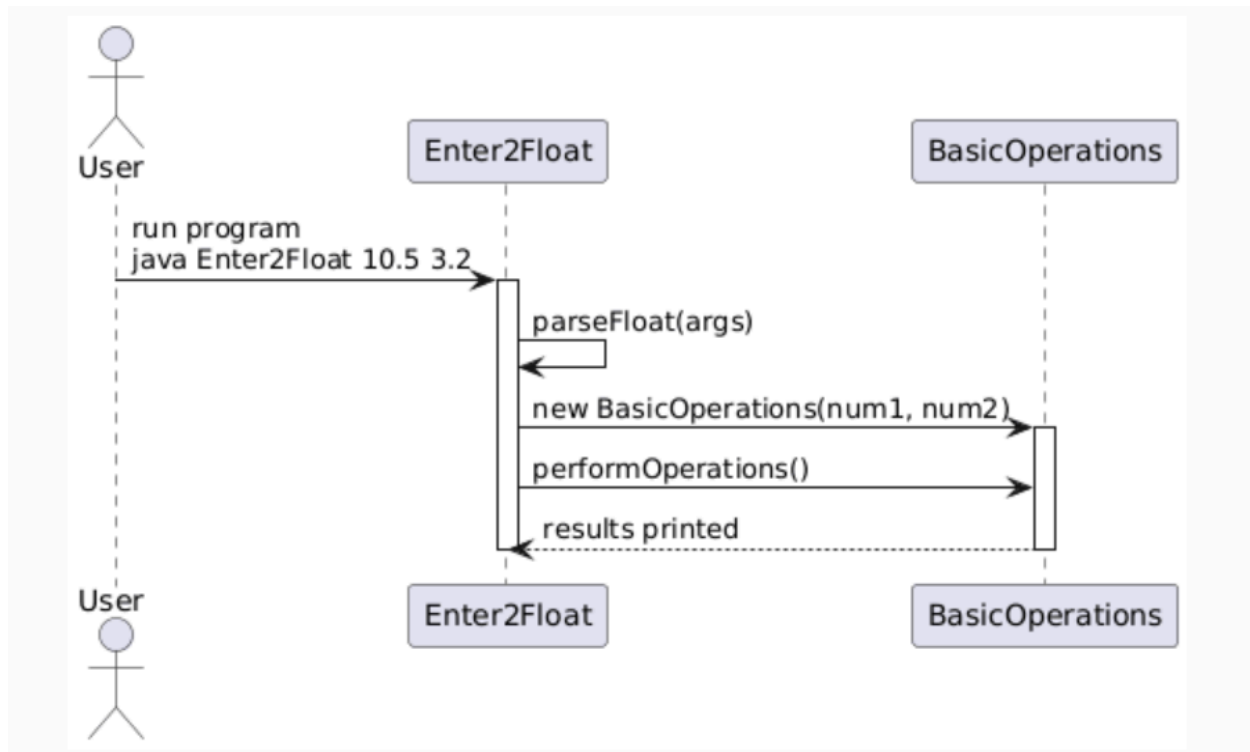 User
Enter2Float
BasicOperations
run program
java Enter2Float 10.5 3.2
parseFloat(args)
new BasicOperations(num1, num2)
performOperations()
results printed
User
Enter2Float
BasicOperations